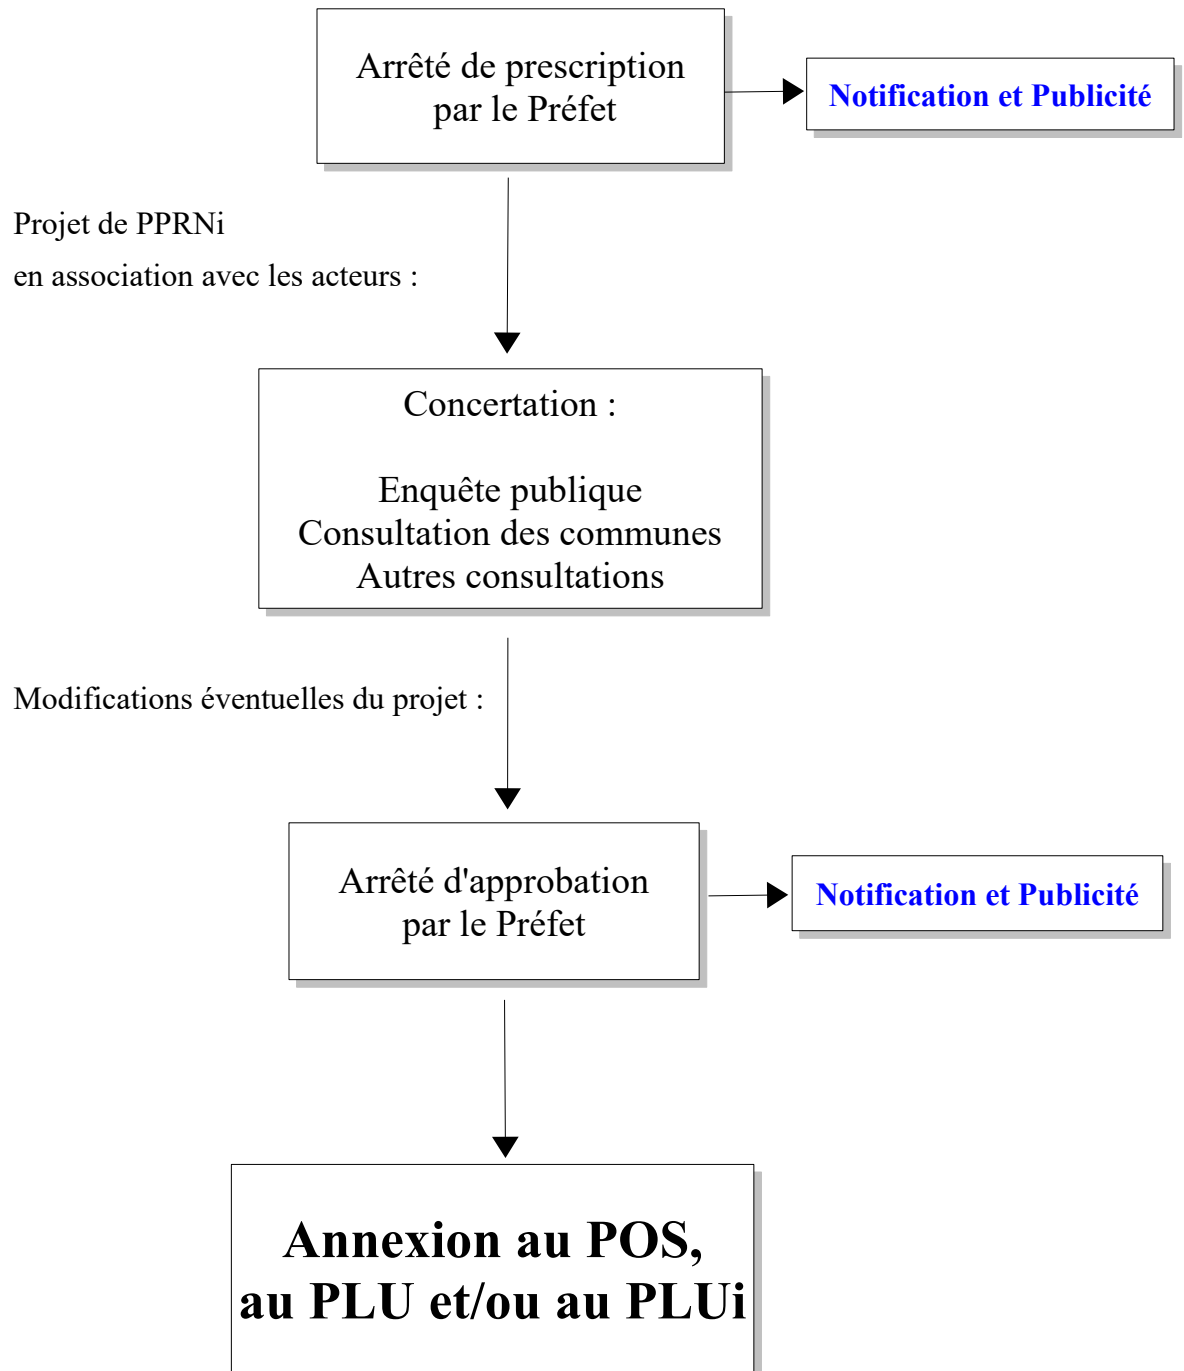 Arrêté de prescription
par le Préfet
Notification et Publicité
Projet de PPRNi
en association avec les acteurs :
Concertation :
Enquête publique
Consultation des communes
Autres consultations
Modifications éventuelles du projet :
Arrêté d'approbation
par le Préfet
Notification et Publicité
Annexion au POS,
au PLU et/ou au PLUi